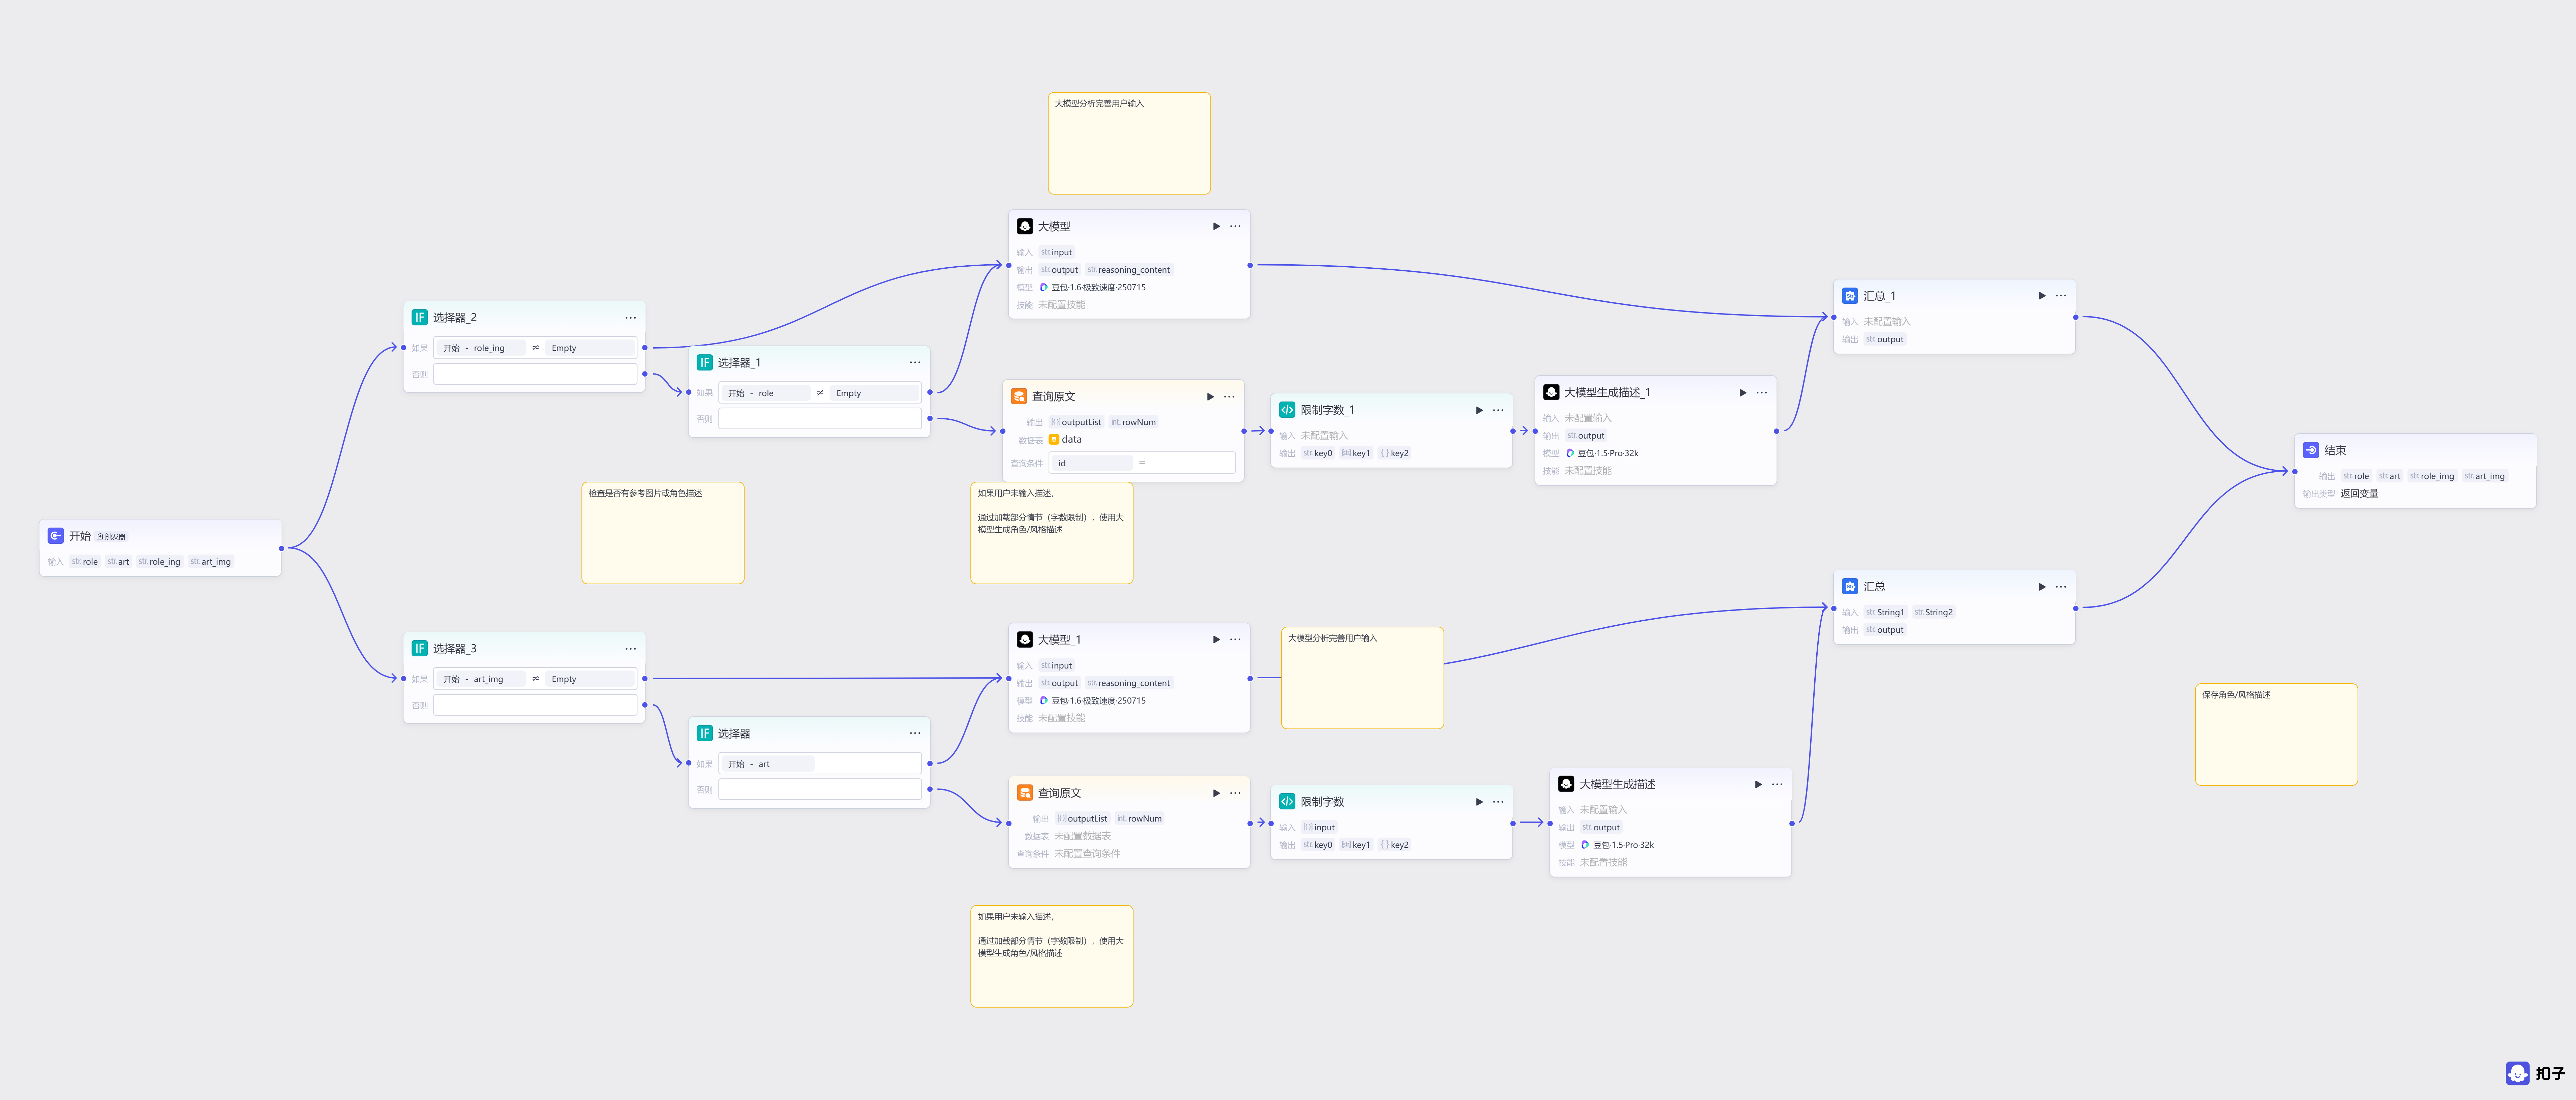 大模型分析完善用户输入
大模型
输入 str. input
输出 str. output str. reasoning_content
模型 豆包·1.6·极致速度·250715
技能 未配置技能
选择器_2
如果 开始 - role_ing ≠ Empty
否则
选择器_1
如果 开始 - role ≠ Empty
否则
查询原文
输出 outputList int. rowNum
数据表 data
查询条件 id =
限制字数_1
输入 未配置输入
输出 str. key0 key1 { } key2
大模型生成描述_1
输入 未配置输入
输出 str. output
模型 豆包·1.5·Pro·32k
技能 未配置技能
汇总_1
输入 未配置输入
输出 str. output
结束
输出 str. role str. art str. role_img str. art_img
输出类型 返回变量
检查是否有参考图片或角色描述
如果用户未输入描述，
通过加载部分情节（字数限制），使用大
模型生成角色/风格描述
开始 触发器
输入 str. role str. art str. role_ing str. art_img
选择器_3
如果 开始 - art_img ≠ Empty
否则
选择器
如果 开始 - art
否则
大模型_1
输入 str. input
输出 str. output str. reasoning_content
模型 豆包·1.6·极致速度·250715
技能 未配置技能
大模型分析完善用户输入
汇总
输入 str. String1 str. String2
输出 str. output
保存角色/风格描述
查询原文
输出 outputList int. rowNum
数据表 未配置数据表
查询条件 未配置查询条件
限制字数
输入 input
输出 str. key0 key1 { } key2
大模型生成描述
输入 未配置输入
输出 str. output
模型 豆包·1.5·Pro·32k
技能 未配置技能
如果用户未输入描述，
通过加载部分情节（字数限制），使用大
模型生成角色/风格描述
扣子